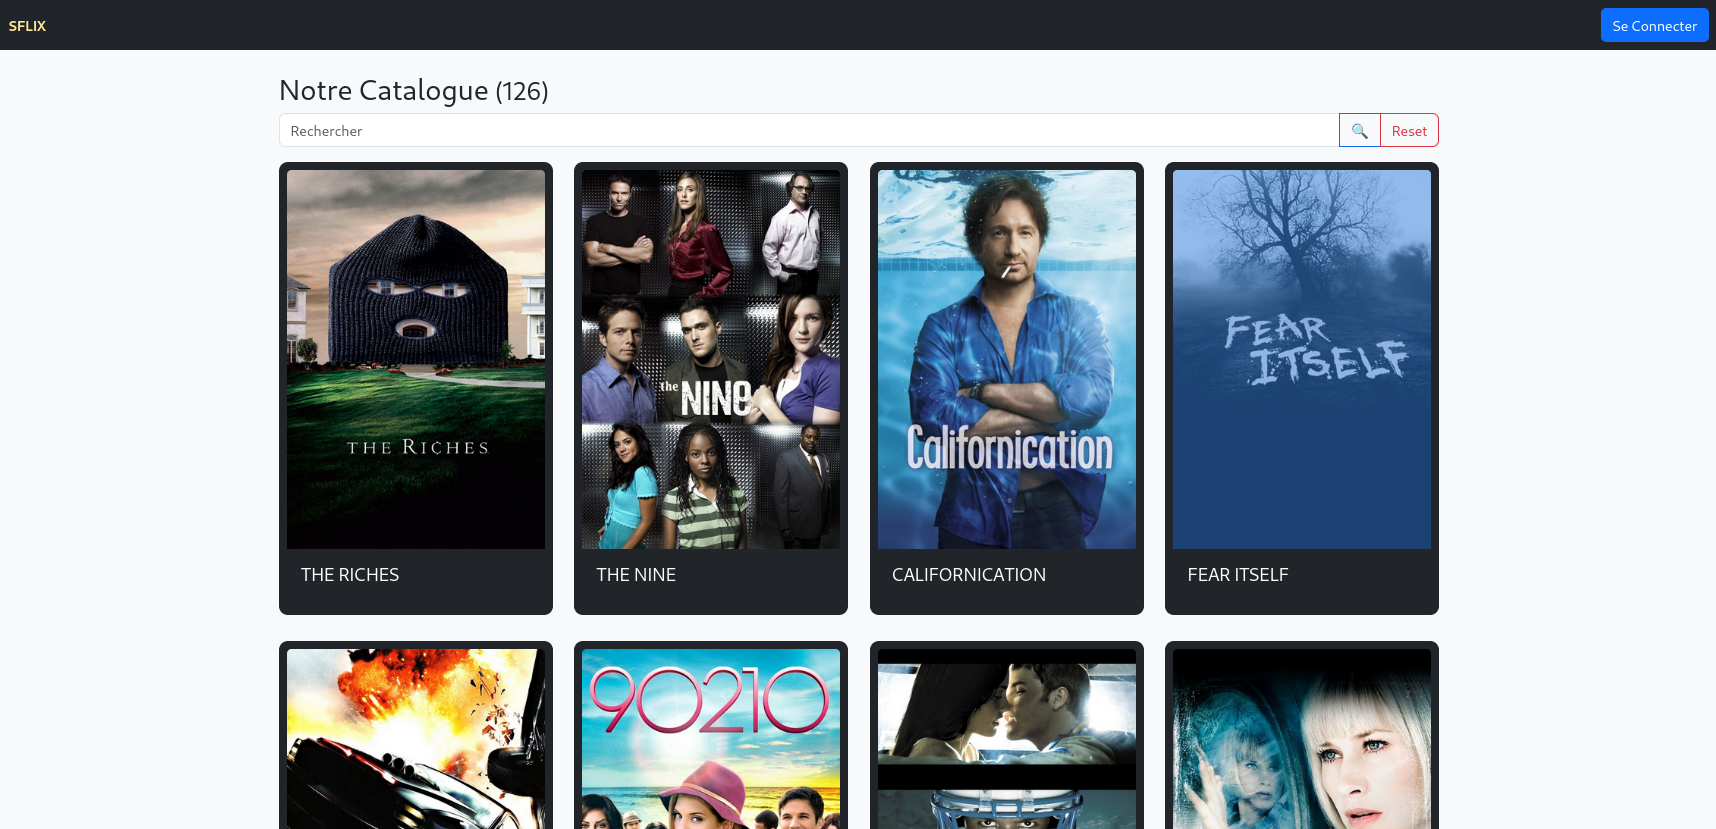 SFLIX
Se Connecter
Notre Catalogue (126)
Rechercher
Reset
THE RICHES
the NINE
Californication
FEAR
ITSELF
THE RICHES
THE NINE
CALIFORNICATION
FEAR ITSELF
90210